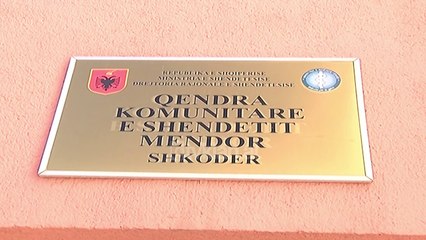 REPUBLIKA E SHQIPERISE
MINISTRIA E SHENDETESISE
DREJTORIA RAJONALE E SHENDETESISE
QENDRA
KOMUNITARE
E SHENDETIT
MENDOR
SHKODER